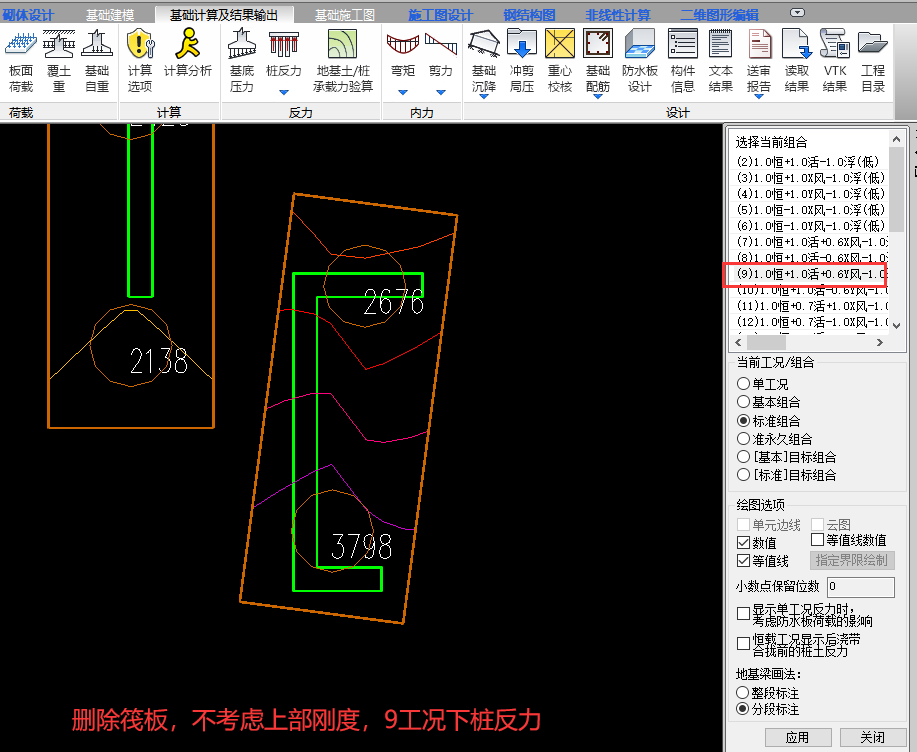 砌体设计 基础建模 基础计算及结果输出 基础施工图 施工图设计 钢结构图 非线性计算 二维图形编辑
板面荷载 覆土重 基础自重 计算选项 计算分析 基底压力 桩反力 地基土/桩承载力验算 弯矩 剪力 基础沉降 冲剪局压 重心校核 基础配筋 防水板设计 构件信息 文本结果 送审报告 读取结果 VTK结果 工程目录
荷载 计算 反力 内力 设计
选择当前组合
(2)1.0恒+1.0活-1.0浮(低)
(3)1.0恒+1.0X风-1.0浮(低)
(4)1.0恒+1.0Y风-1.0浮(低)
(5)1.0恒-1.0X风-1.0浮(低)
(6)1.0恒-1.0Y风-1.0浮(低)
(7)1.0恒+1.0活+0.6X风-1.0
(8)1.0恒+1.0活-0.6X风-1.0
(9)1.0恒+1.0活+0.6Y风-1.0
(10)1.0恒+1.0活-0.6Y风-1.
(11)1.0恒+0.7活+1.0X风-1.
(12)1.0恒+0.7活-1.0X风-1.
2676
2138
3798
当前工况/组合
单工况
基本组合
标准组合
准永久组合
[基本]目标组合
[标准]目标组合
绘图选项
单元边线 云图
数值 等值线数值
等值线 指定界限绘制
小数点保留位数 0
显示单工况反力时,
考虑防水板荷载的影响
恒载工况显示后浇带
合拢前的桩土反力
地基梁画法:
整段标注
分段标注
应用 关闭
删除筏板，不考虑上部刚度，9工况下桩反力